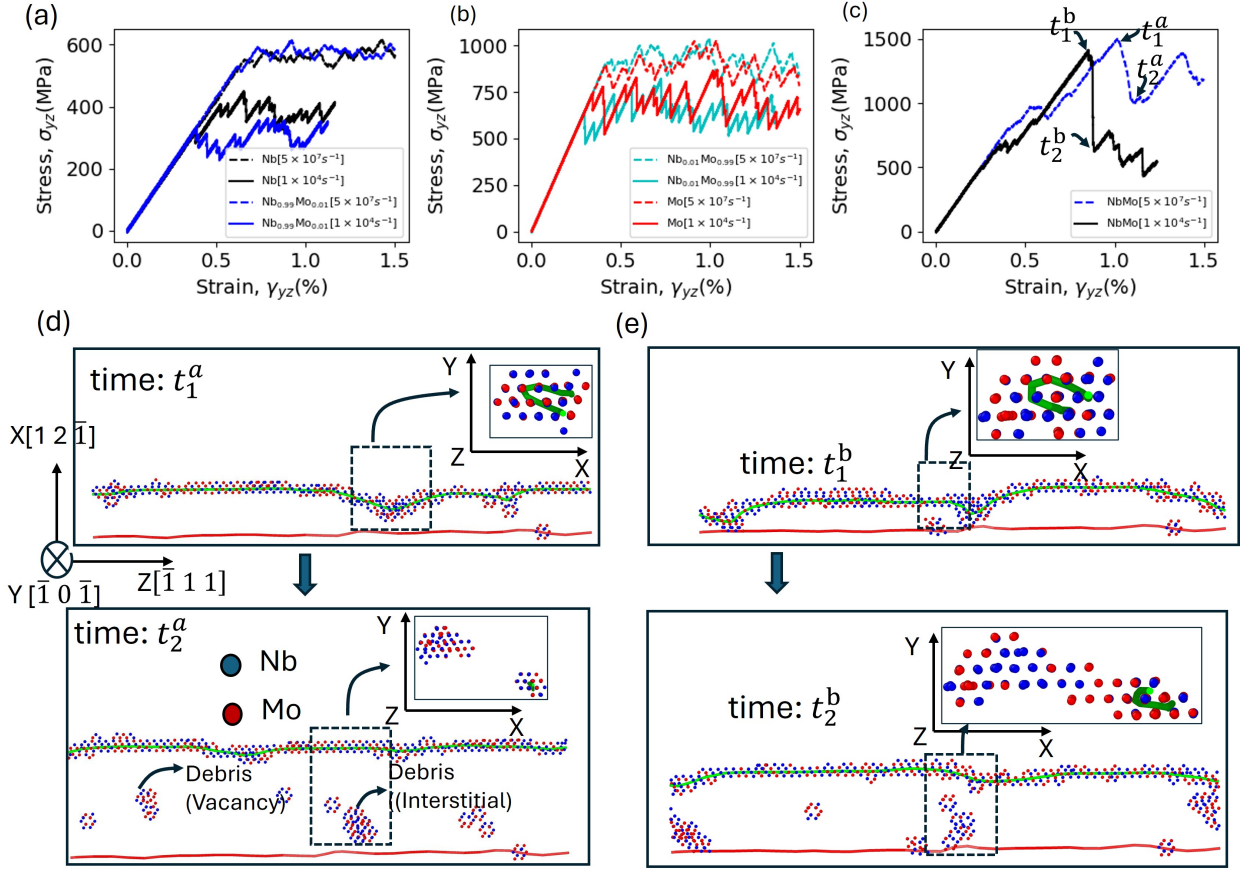 (a)
600
400
200
0
Stress, σyz(MPa)
Nb[5 × 10⁷s⁻¹]
Nb[1 × 10⁴s⁻¹]
Nb₀.₉₉Mo₀.₀₁[5 × 10⁷s⁻¹]
Nb₀.₉₉Mo₀.₀₁[1 × 10⁴s⁻¹]
0.0 0.5 1.0 1.5
Strain, γyz(%)
(b)
1000
750
500
250
0
Stress, σyz(MPa)
Nb₀.₀₁Mo₀.₉₉[5 × 10⁷s⁻¹]
Nb₀.₀₁Mo₀.₉₉[1 × 10⁴s⁻¹]
Mo[5 × 10⁷s⁻¹]
Mo[1 × 10⁴s⁻¹]
0.0 0.5 1.0 1.5
Strain, γyz(%)
(c)
1500
1000
500
0
Stress, σyz(MPa)
t₁ᵇ
t₁ᵃ
t₂ᵃ
t₂ᵇ
NbMo[5 × 10⁷s⁻¹]
NbMo[1 × 10⁴s⁻¹]
0.0 0.5 1.0 1.5
Strain, γyz(%)
(d)
time: t₁ᵃ
Y
Z
X
X[1 2 1̅]
Z[1̅ 1 1]
Y [1̅ 0 1̅]
time: t₂ᵃ
Nb
Mo
Y
Z
X
Debris
(Vacancy)
Debris
((Interstitial)
(e)
time: t₁ᵇ
Y
Z
X
time: t₂ᵇ
Y
Z
X